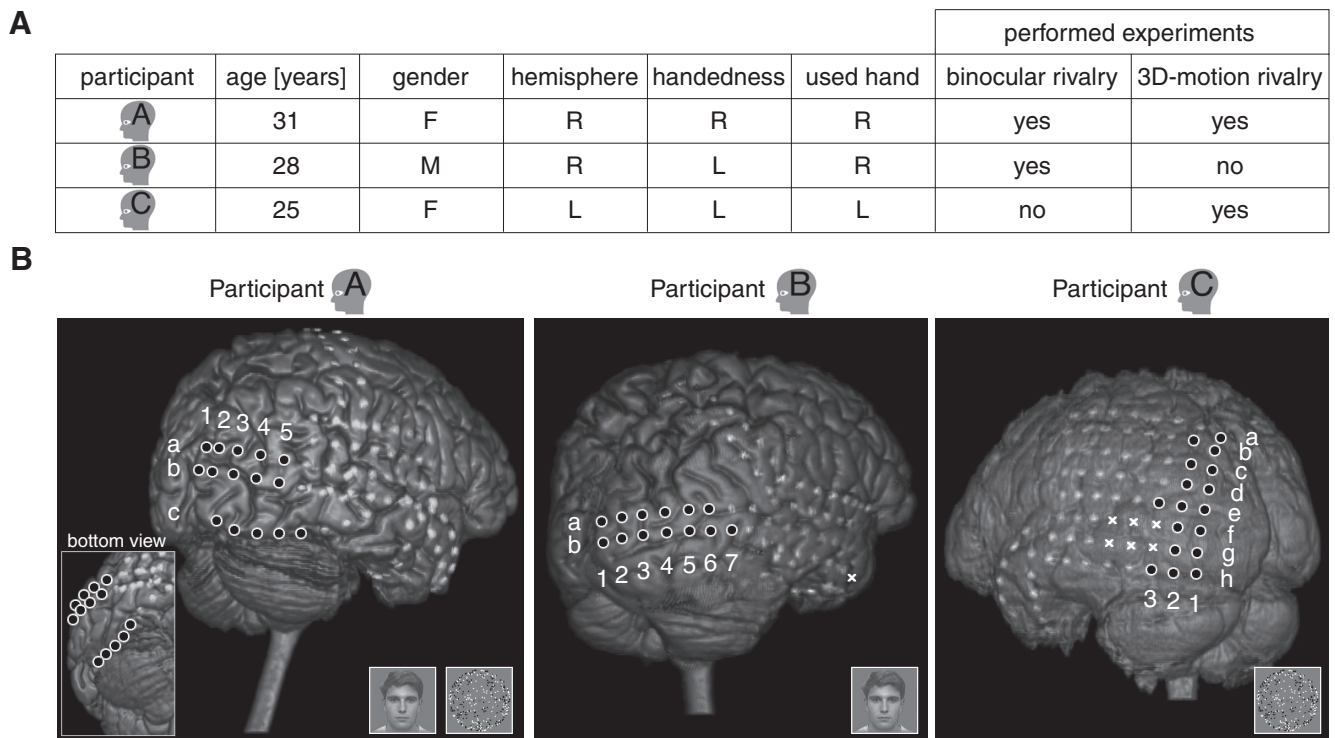 A
performed experiments
participant age [years] gender hemisphere handedness used hand binocular rivalry 3D-motion rivalry
A 31 F R R R yes yes
B 28 M R L R yes no
C 25 F L L L no yes
B
Participant A Participant B Participant C
1 2 3 4 5
a
b
c
bottom view
a
b
1 2 3 4 5 6 7
a
b
c
d
e
f
g
h
3 2 1